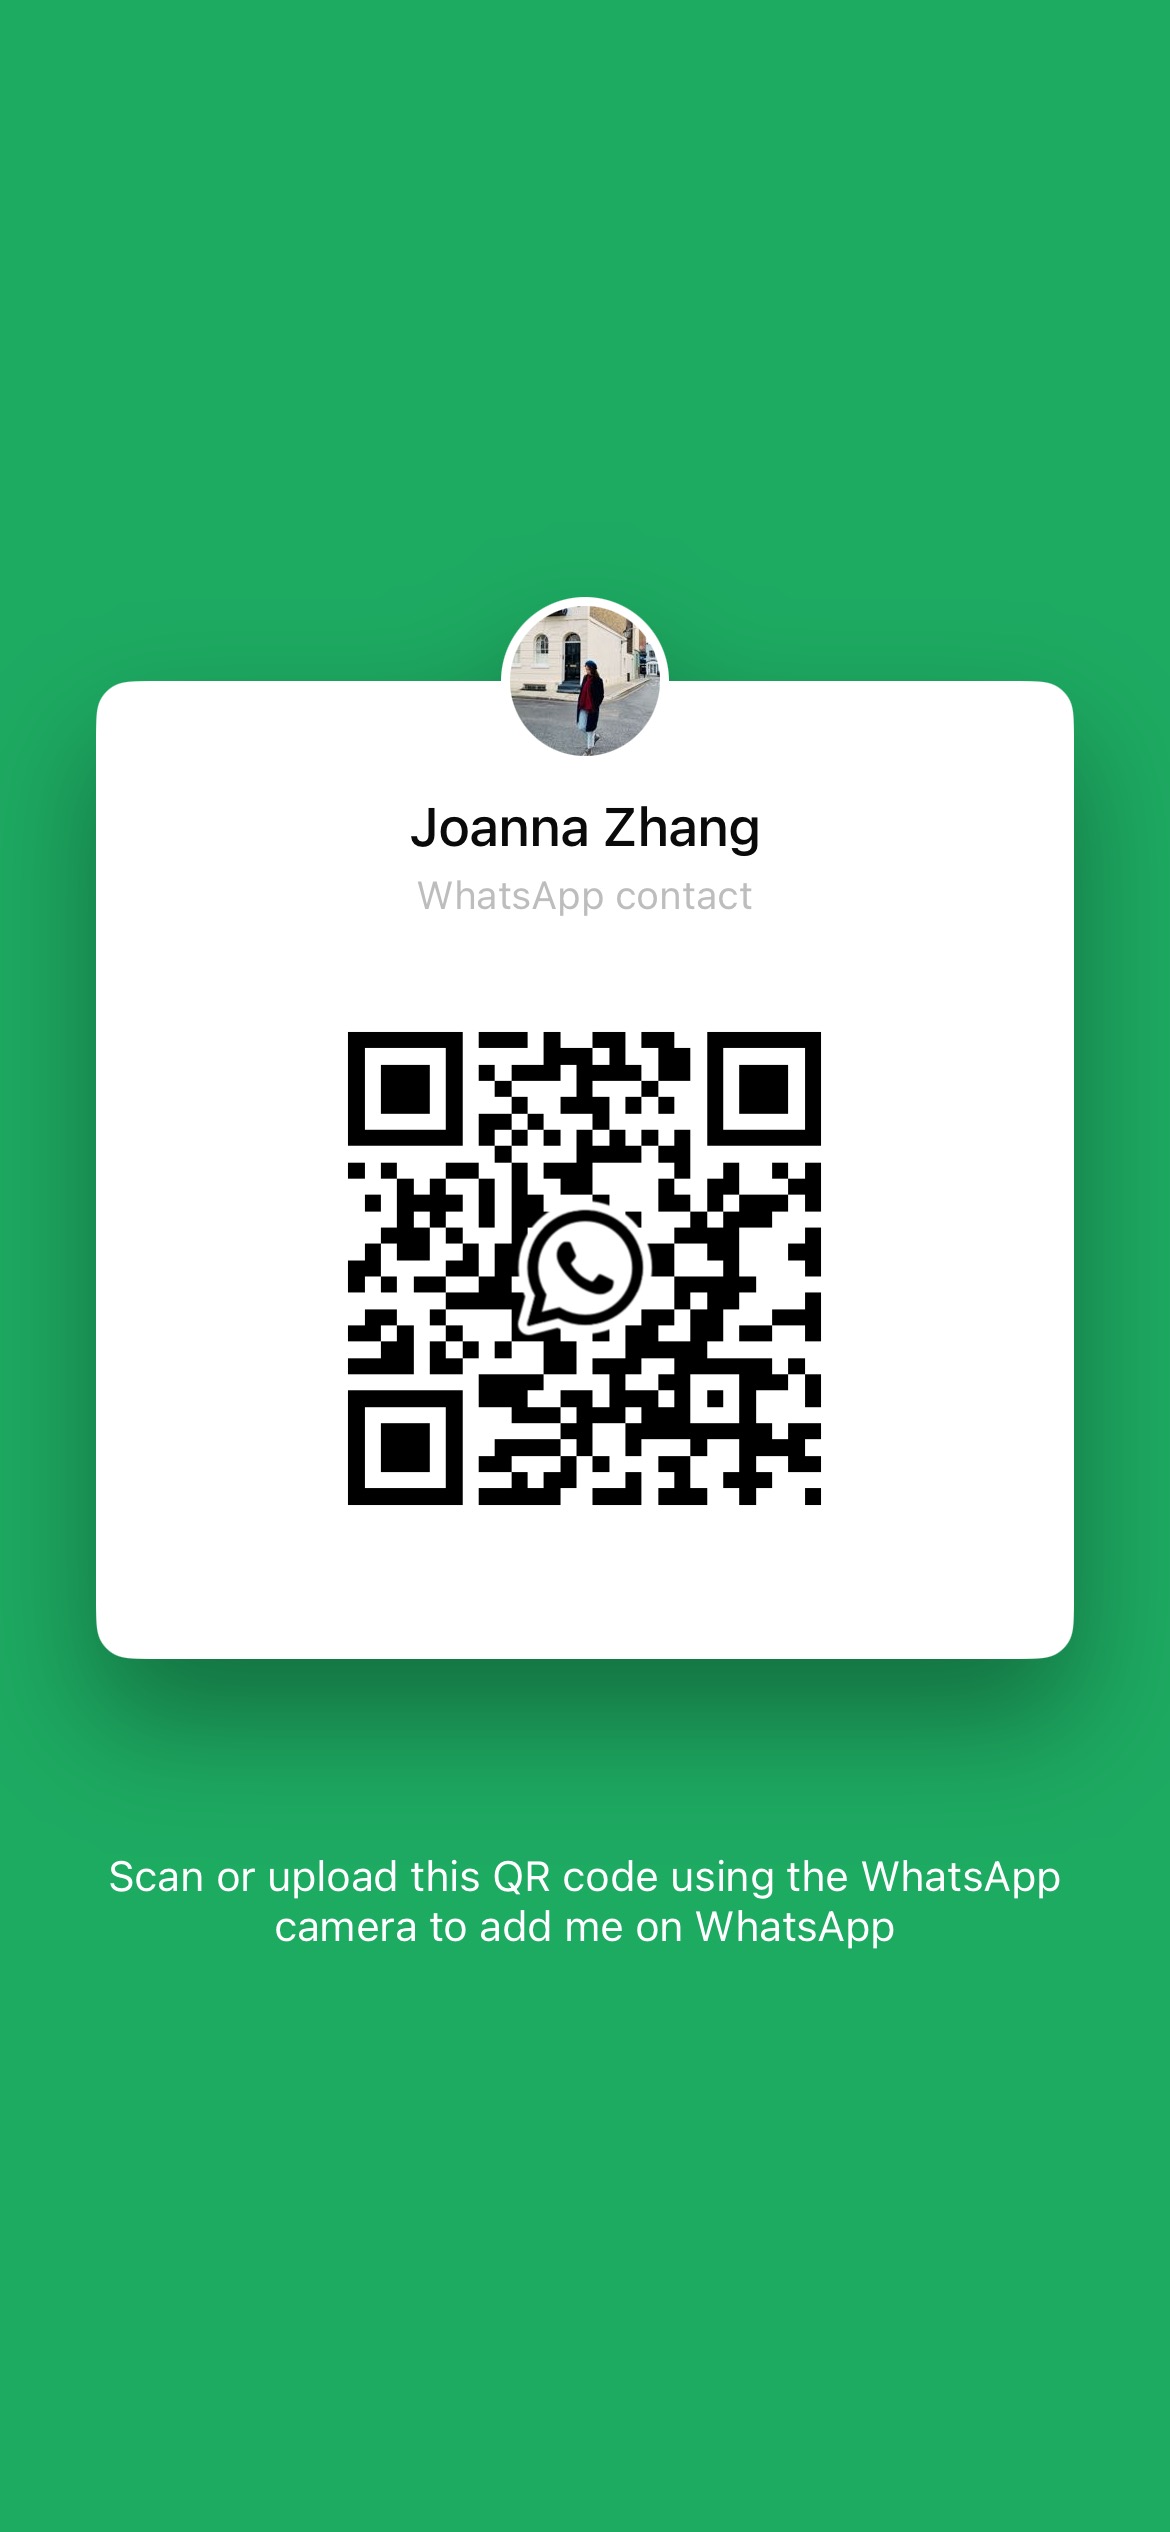 Joanna Zhang
WhatsApp contact
Scan or upload this QR code using the WhatsApp
camera to add me on WhatsApp